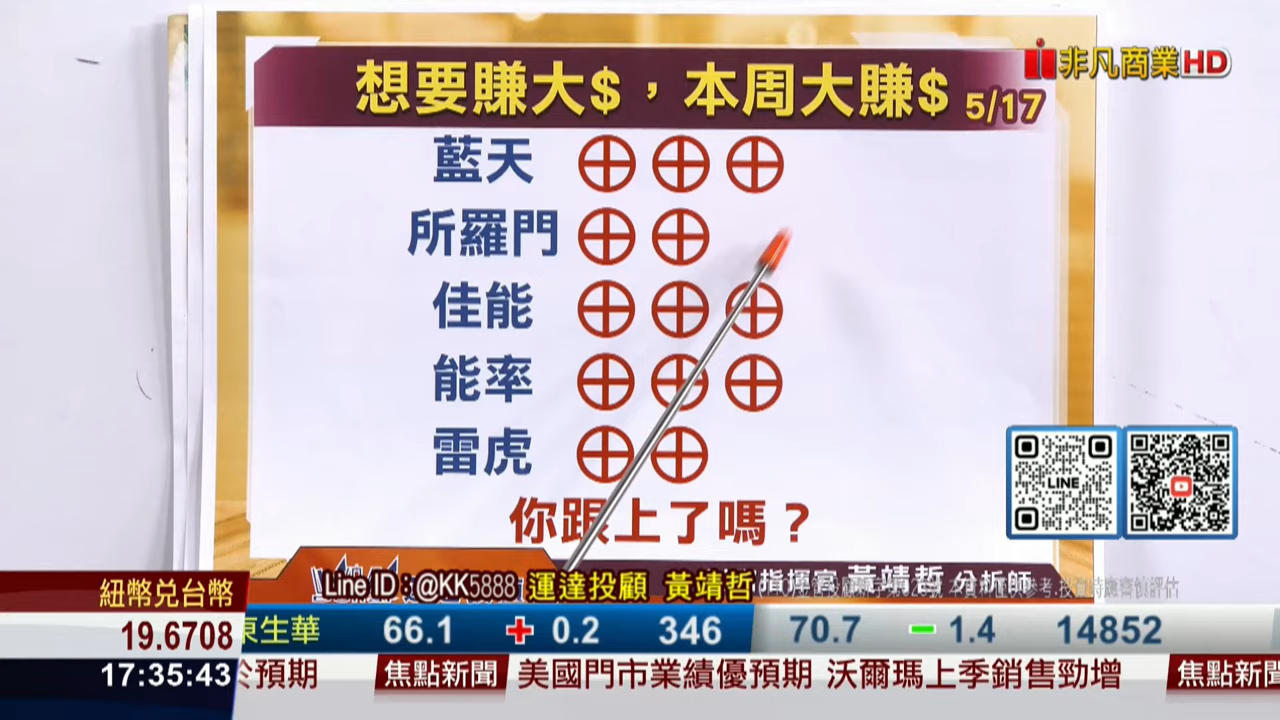 想要賺大$，本周大賺$ 5/17
非凡商業HD
藍天
所羅門
佳能
能率
雷虎
你跟上了嗎？
LINE
指揮官 黃靖哲 分析師
Line ID：@KK5888 運達投顧 黃靖哲
紐幣兌台幣
19.6708
東生華 66.1 + 0.2 346 70.7 - 1.4 14852
17:35:43
於預期 焦點新聞 美國門市業績優預期 沃爾瑪上季銷售勁增 焦點新聞